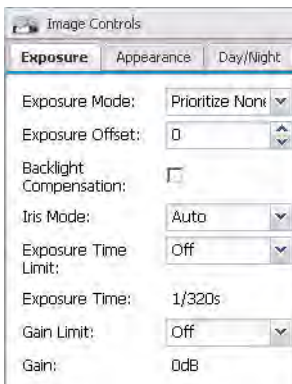 Image Controls
Exposure Appearance Day/Night
Exposure Mode: Prioritize None
Exposure Offset: 0
Backlight
Compensation:
Iris Mode: Auto
Exposure Time Off
Limit:
Exposure Time: 1/320s
Gain Limit: Off
Gain: 0dB